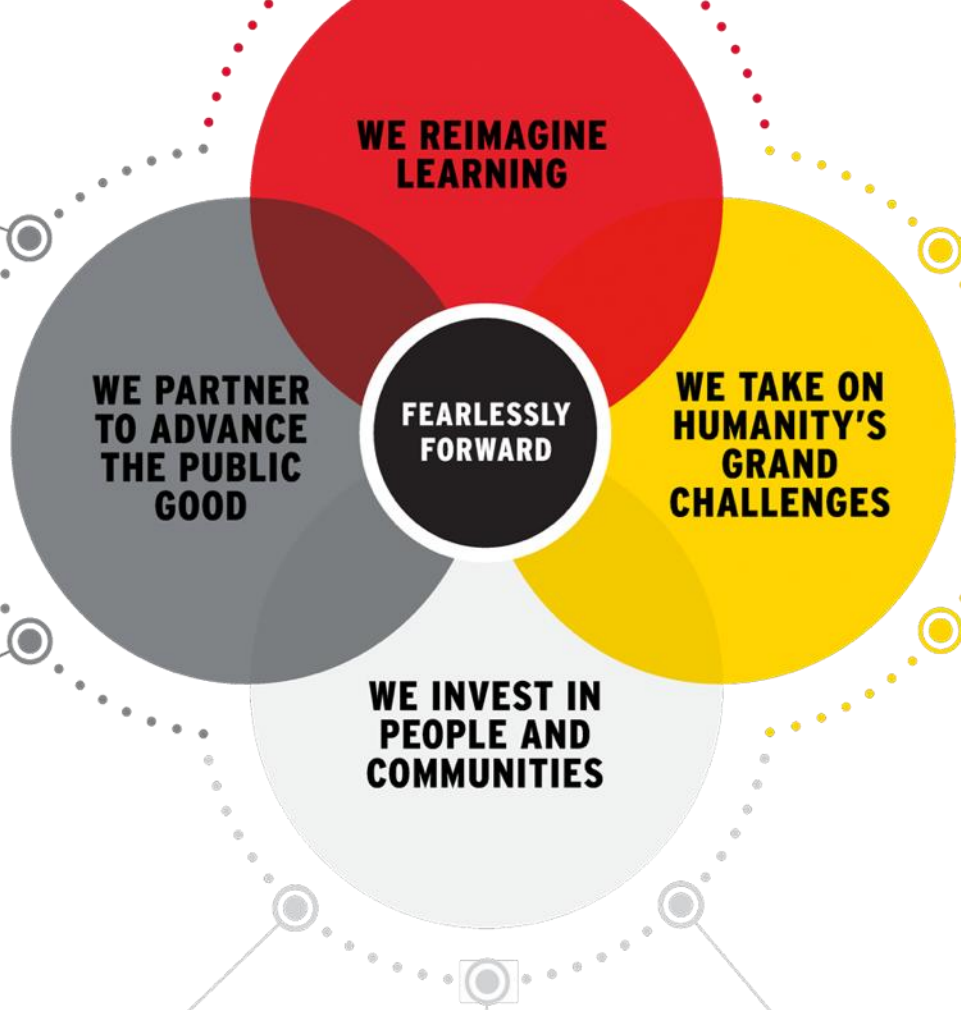 WE REIMAGINE
LEARNING
WE PARTNER
TO ADVANCE
THE PUBLIC
GOOD
FEARLESSLY
FORWARD
WE TAKE ON
HUMANITY'S
GRAND
CHALLENGES
WE INVEST IN
PEOPLE AND
COMMUNITIES